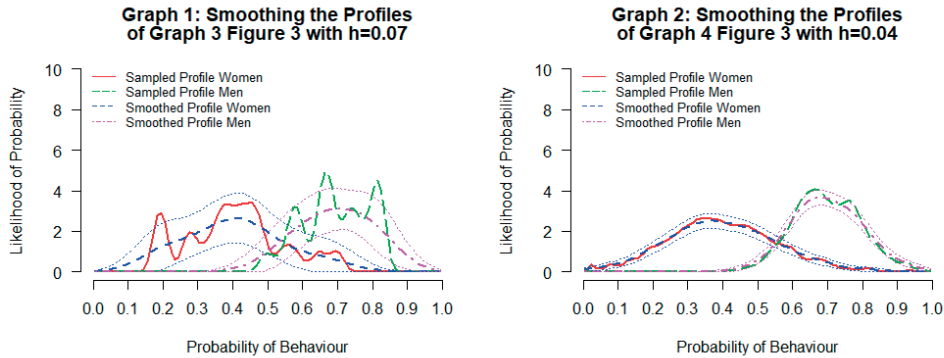 Graph 1: Smoothing the Profiles
of Graph 3 Figure 3 with h=0.07
Likelihood of Probability
10
8
6
4
2
0
Sampled Profile Women
Sampled Profile Men
Smoothed Profile Women
Smoothed Profile Men
0.0 0.1 0.2 0.3 0.4 0.5 0.6 0.7 0.8 0.9 1.0
Probability of Behaviour
Graph 2: Smoothing the Profiles
of Graph 4 Figure 3 with h=0.04
Likelihood of Probability
10
8
6
4
2
0
Sampled Profile Women
Sampled Profile Men
Smoothed Profile Women
Smoothed Profile Men
0.0 0.1 0.2 0.3 0.4 0.5 0.6 0.7 0.8 0.9 1.0
Probability of Behaviour